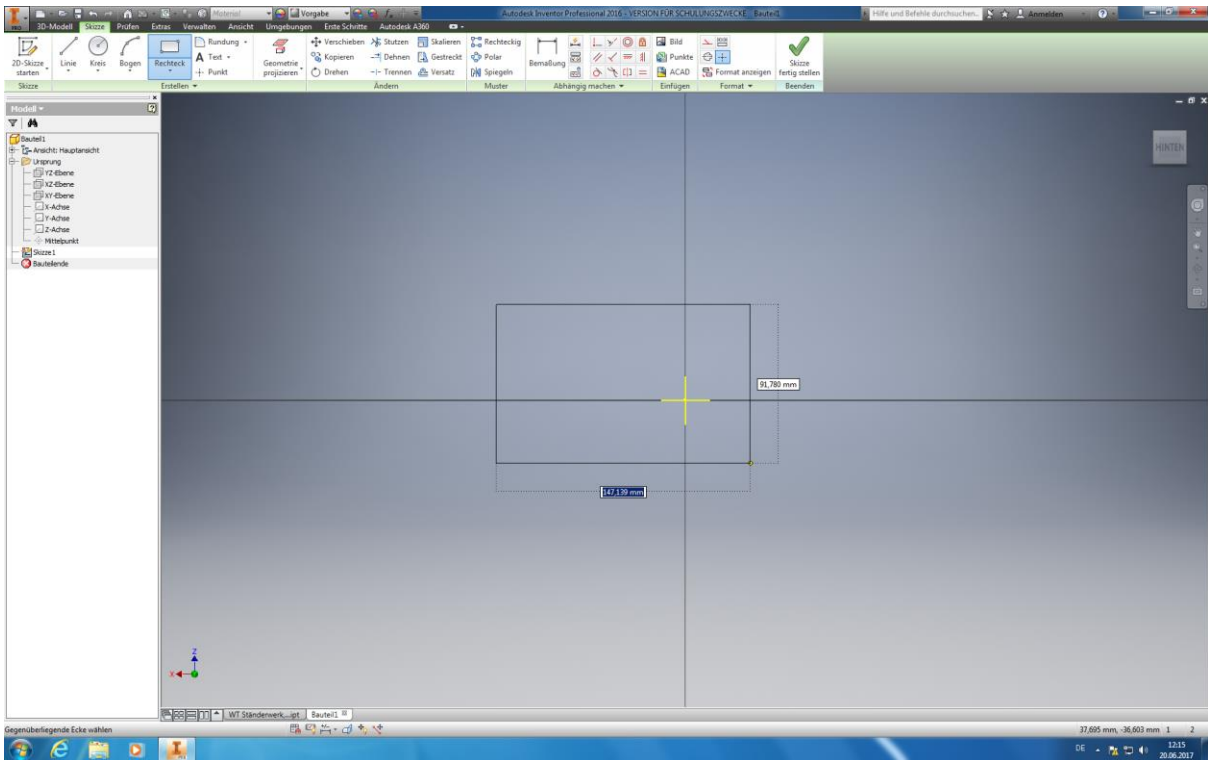 PRO Material Vorgabe fx Autodesk Inventor Professional 2016 - VERSION FÜR SCHULUNGSZWECKE Bauteil1 Hilfe und Befehle durchsuchen... Anmelden
3D-Modell Skizze Prüfen Extras Verwalten Ansicht Umgebungen Erste Schritte Autodesk A360
2D-Skizze starten Linie Kreis Bogen Rechteck
Rundung
Text
Punkt
Geometrie projizieren
Verschieben Stutzen Skalieren
Kopieren Dehnen Gestreckt
Drehen Trennen Versatz
Rechteckig
Polar
Spiegeln
Bemaßung
Bild
Punkte
ACAD
Format anzeigen
Skizze fertig stellen
Skizze Erstellen Ändern Muster Abhängig machen Einfügen Format Beenden
Modell
Bauteil1
Ansicht: Hauptansicht
Ursprung
YZ-Ebene
XZ-Ebene
XY-Ebene
X-Achse
Y-Achse
Z-Achse
Mittelpunkt
Skizze1
Bauteilende
HINTEN
91,780 mm
147,139 mm
Z
X
WT Ständerwerk,...ipt Bauteil1
Gegenüberliegende Ecke wählen 37,695 mm, -36,603 mm 1 2
DE 12:15
20.06.2017